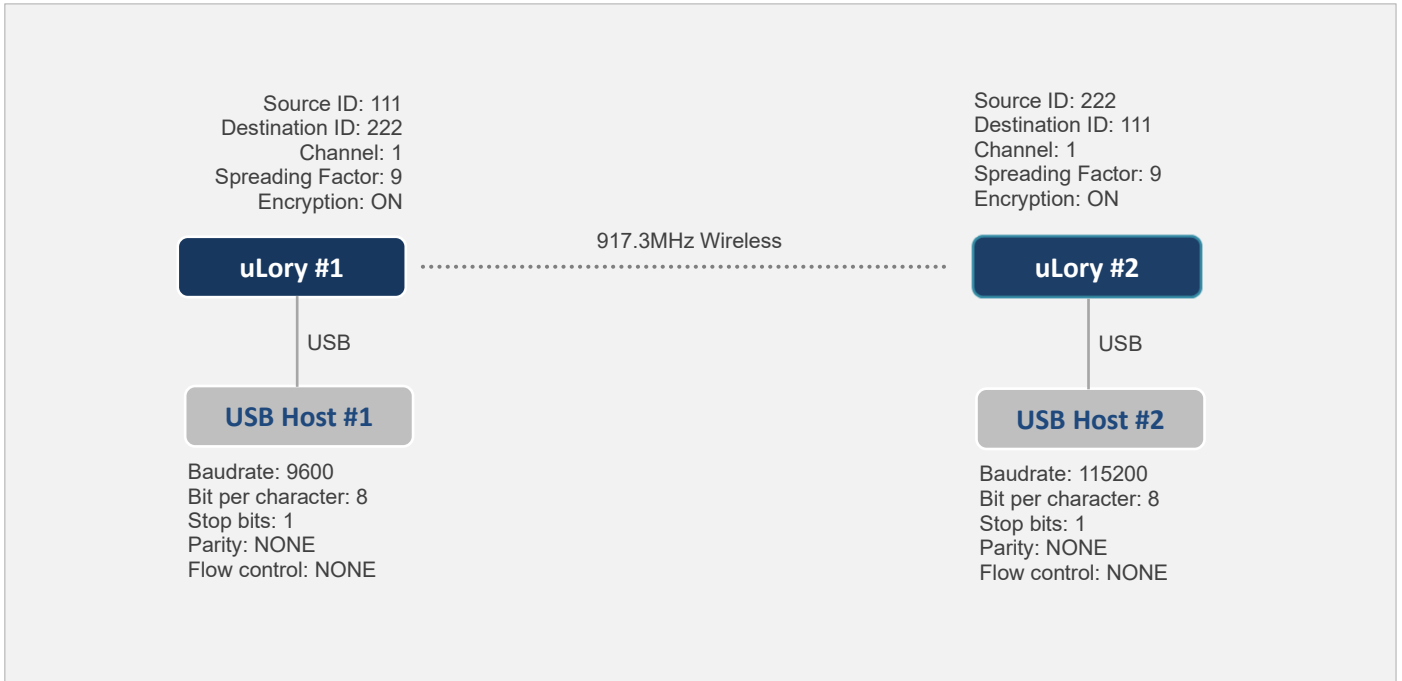 Source ID: 111
Destination ID: 222
Channel: 1
Spreading Factor: 9
Encryption: ON
Source ID: 222
Destination ID: 111
Channel: 1
Spreading Factor: 9
Encryption: ON
917.3MHz Wireless
uLory #1
uLory #2
USB
USB
USB Host #1
USB Host #2
Baudrate: 9600
Bit per character: 8
Stop bits: 1
Parity: NONE
Flow control: NONE
Baudrate: 115200
Bit per character: 8
Stop bits: 1
Parity: NONE
Flow control: NONE